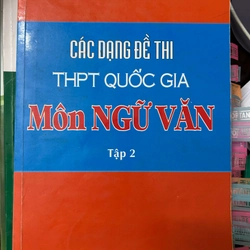 CÁC DẠNG ĐỀ THI
THPT QUỐC GIA
Môn NGỮ VĂN
Tập 2